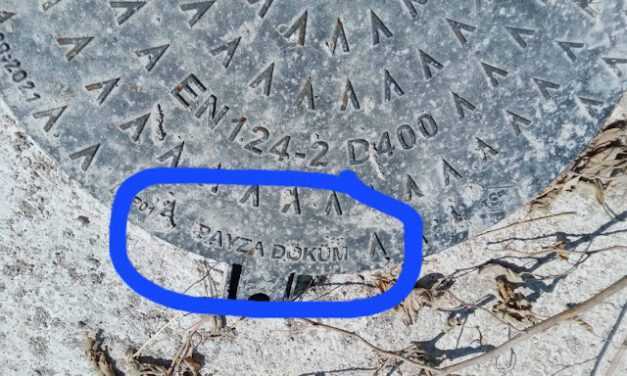 EN124-2 D400
PAYZA DÖKÜM